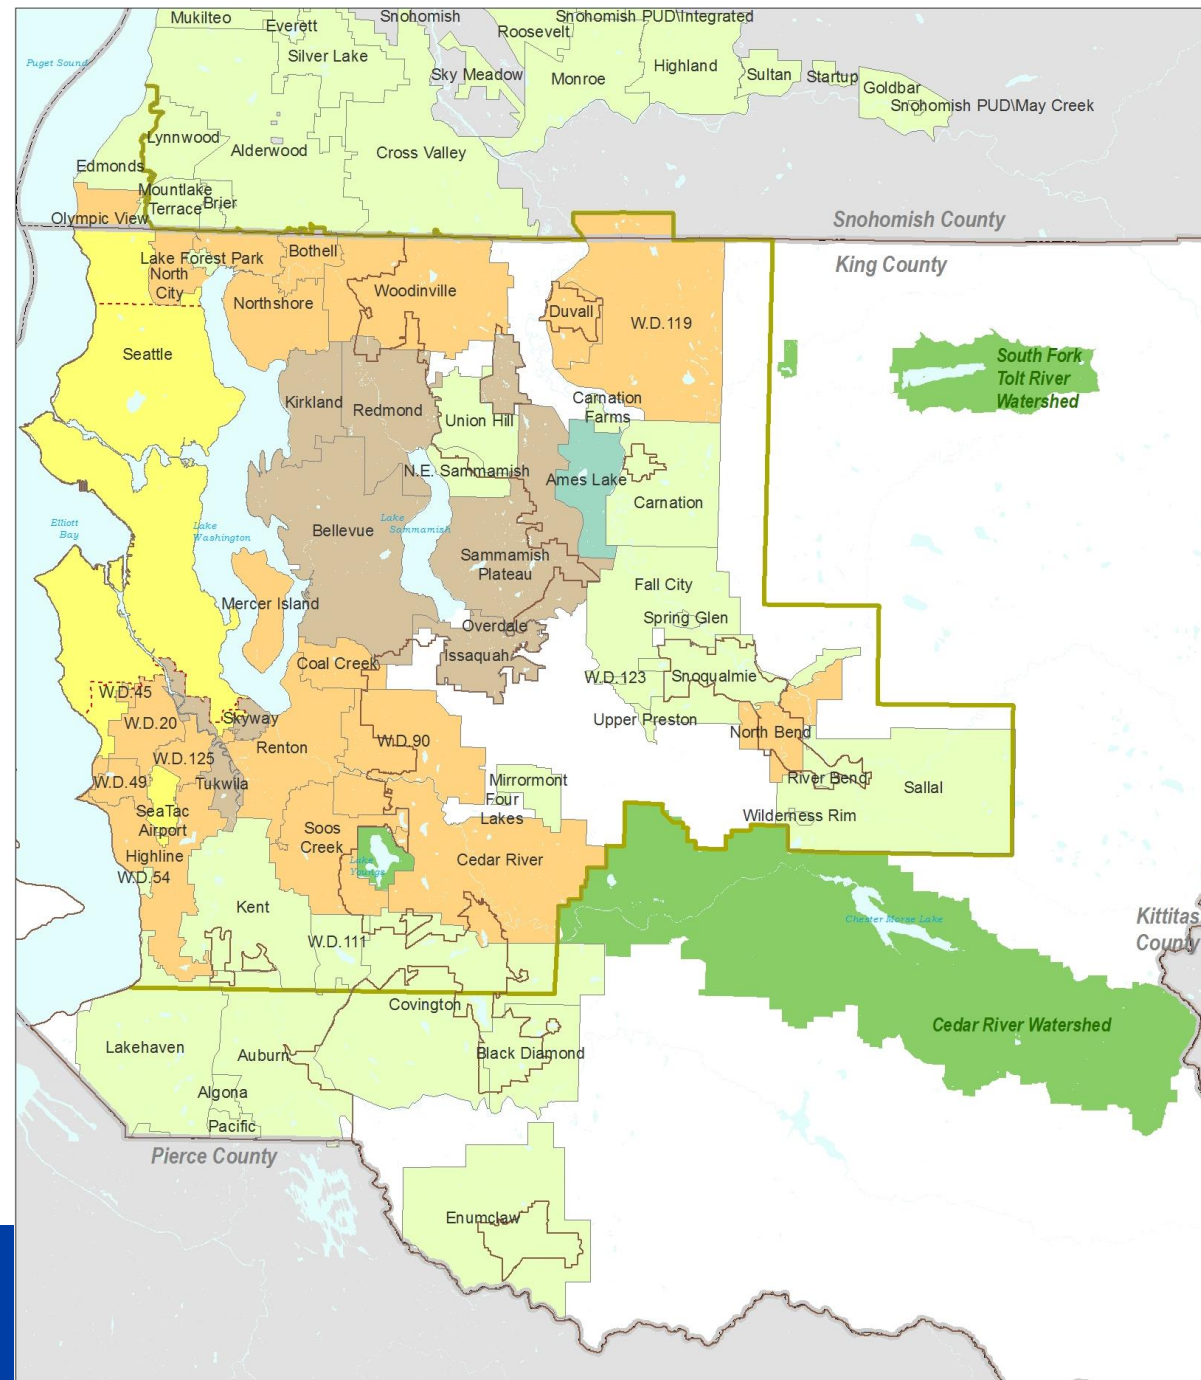 Mukilteo
Snohomish
Snohomish PUD\Integrated
Everett
Roosevelt
Silver Lake
Puget Sound
Sky Meadow
Monroe
Highland
Sultan
Startup
Goldbar
Snohomish PUD\May Creek
Lynnwood
Alderwood
Cross Valley
Edmonds
Mountlake
Terrace
Brier
Olympic View
Snohomish County
King County
Lake Forest Park
Bothell
North
City
Northshore
Woodinville
Duvall
W.D.119
Seattle
South Fork
Tolt River
Watershed
Kirkland
Redmond
Union Hill
Carnation
Farms
N.E. Sammamish
Ames Lake
Carnation
Elliott
Bay
Lake
Washington
Bellevue
Lake
Sammamish
Sammamish
Plateau
Fall City
Mercer Island
Spring Glen
Overdale
Issaquah
Coal Creek
W.D.123
Snoqualmie
W.D.45
W.D.20
Skyway
Upper Preston
North Bend
Renton
W.D.90
W.D.125
W.D.49
Tukwila
Mirrormont
River Bend
Sallal
Four
Lakes
SeaTac
Airport
Wilderness Rim
Soos
Creek
Highline
Cedar River
Lake
Youngs
W.D.54
Kent
Chester Morse Lake
Kittitas
County
W.D.111
Covington
Cedar River Watershed
Lakehaven
Auburn
Black Diamond
Algona
Pacific
Pierce County
Enumclaw